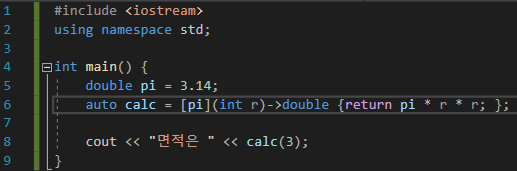 1 #include <iostream>
2 using namespace std;
3
4 int main() {
5 double pi = 3.14;
6 auto calc = [pi](int r)->double {return pi * r * r; };
7
8 cout << "면적은 " << calc(3);
9 }